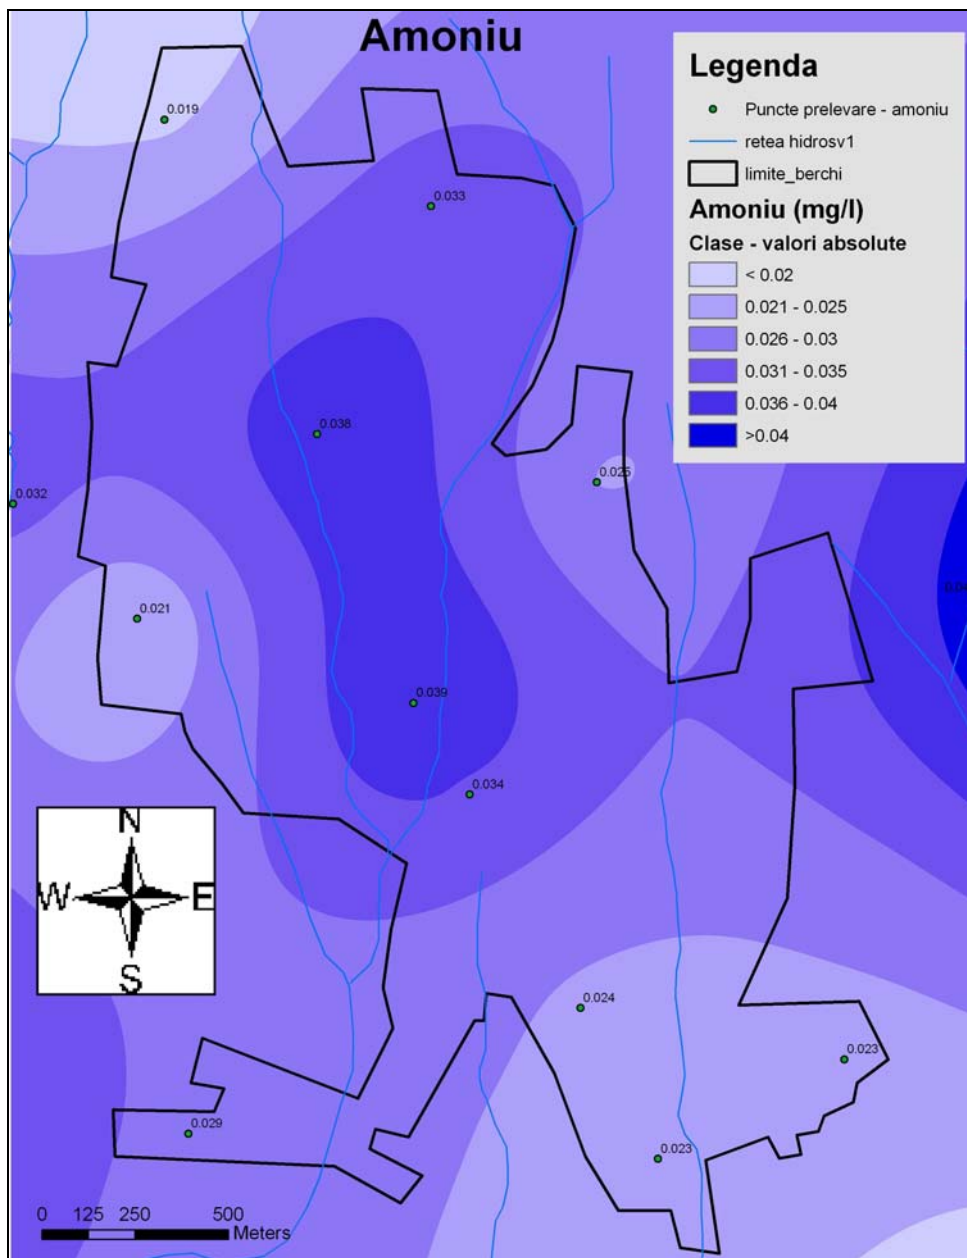 Amoniu
Legenda
Puncte prelevare - amoniu
retea hidrosv1
limite_berchi
Amoniu (mg/l)
Clase - valori absolute
< 0.02
0.021 - 0.025
0.026 - 0.03
0.031 - 0.035
0.036 - 0.04
>0.04
0.019
0.033
0.038
0.025
0.032
0.021
0.039
0.034
N
W E
S
0.024
0.023
0.029
0.023
0 125 250 500
Meters